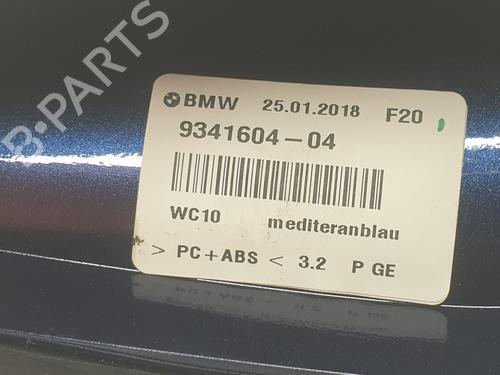 B-PARTS
BMW 25.01.2018 F20
9341604-04
WC10 mediteranblau
> PC+ABS < 3.2 P GE